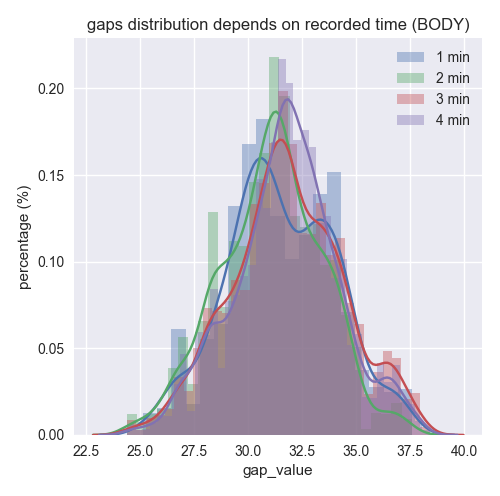 gaps distribution depends on recorded time (BODY)
1 min
2 min
3 min
4 min
percentage (%)
0.20
0.15
0.10
0.05
0.00
22.5 25.0 27.5 30.0 32.5 35.0 37.5 40.0
gap_value